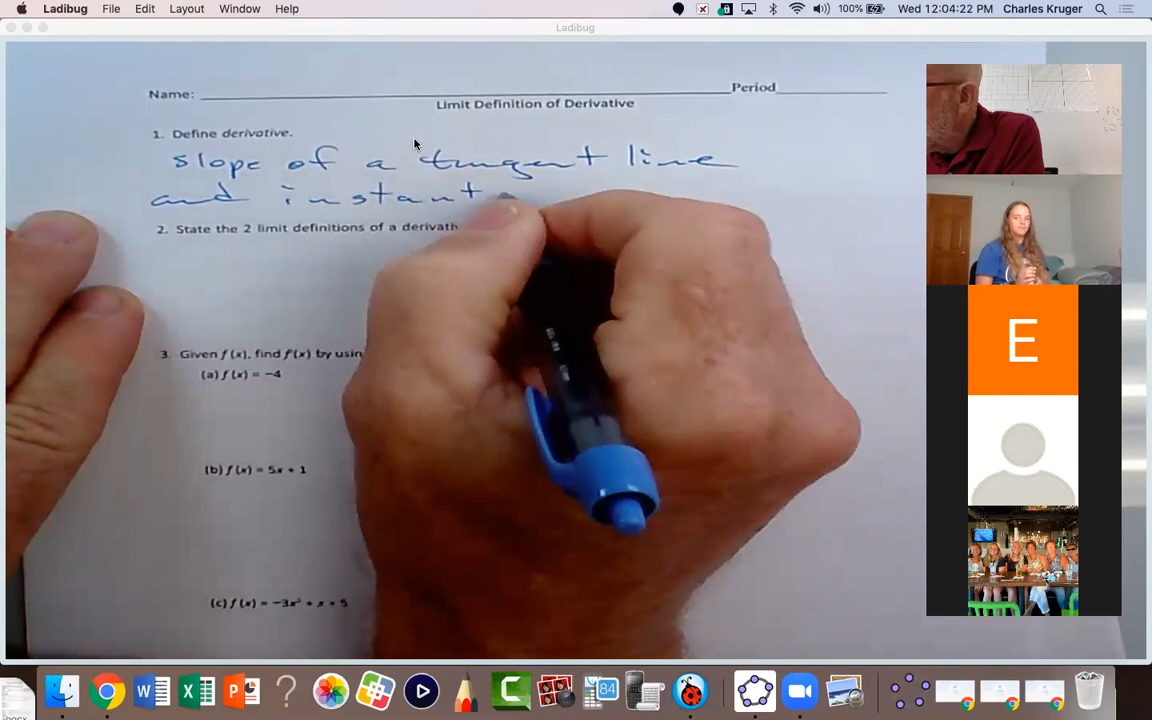 Ladibug File Edit Layout Window Help 100% Wed 12:04:22 PM Charles Kruger
Ladibug
Name: Period
Limit Definition of Derivative
1. Define derivative.
slope of a tangent line
and instant
2. State the 2 limit definitions of a
3. Given f(x), find f'(x) by
(a) f(x) = −4
(b) f(x) = 5x + 1
(c) f(x) = −3x² + x + 5
E
84